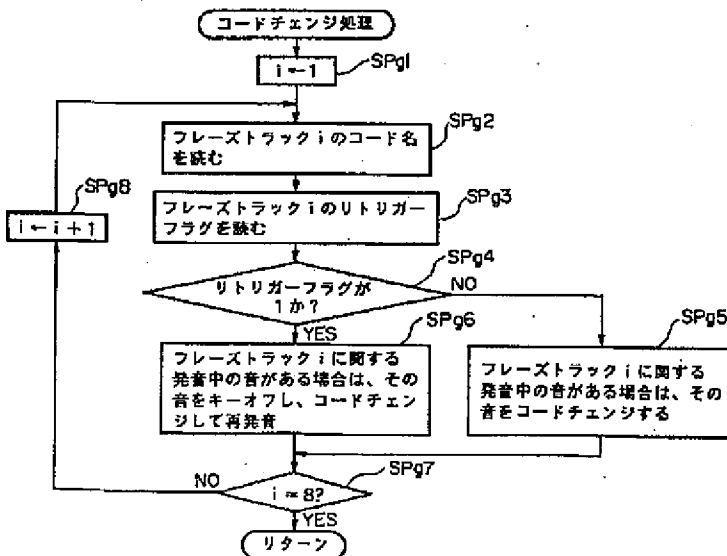 コードチェンジ処理
i←1
SPg1
フレーズトラックiのコード名
を読む
SPg2
フレーズトラックiのリトリガー
フラグを読む
SPg3
SPg8
i←i+1
リトリガーフラグが
1か?
SPg4
NO
YES
SPg6
フレーズトラックiに関する
発音中の音がある場合は、その
音をキーオフし、コードチェン
ジして再発音
SPg5
フレーズトラックiに関する
発音中の音がある場合は、その
音をコードチェンジする
NO
i=8?
SPg7
YES
リターン